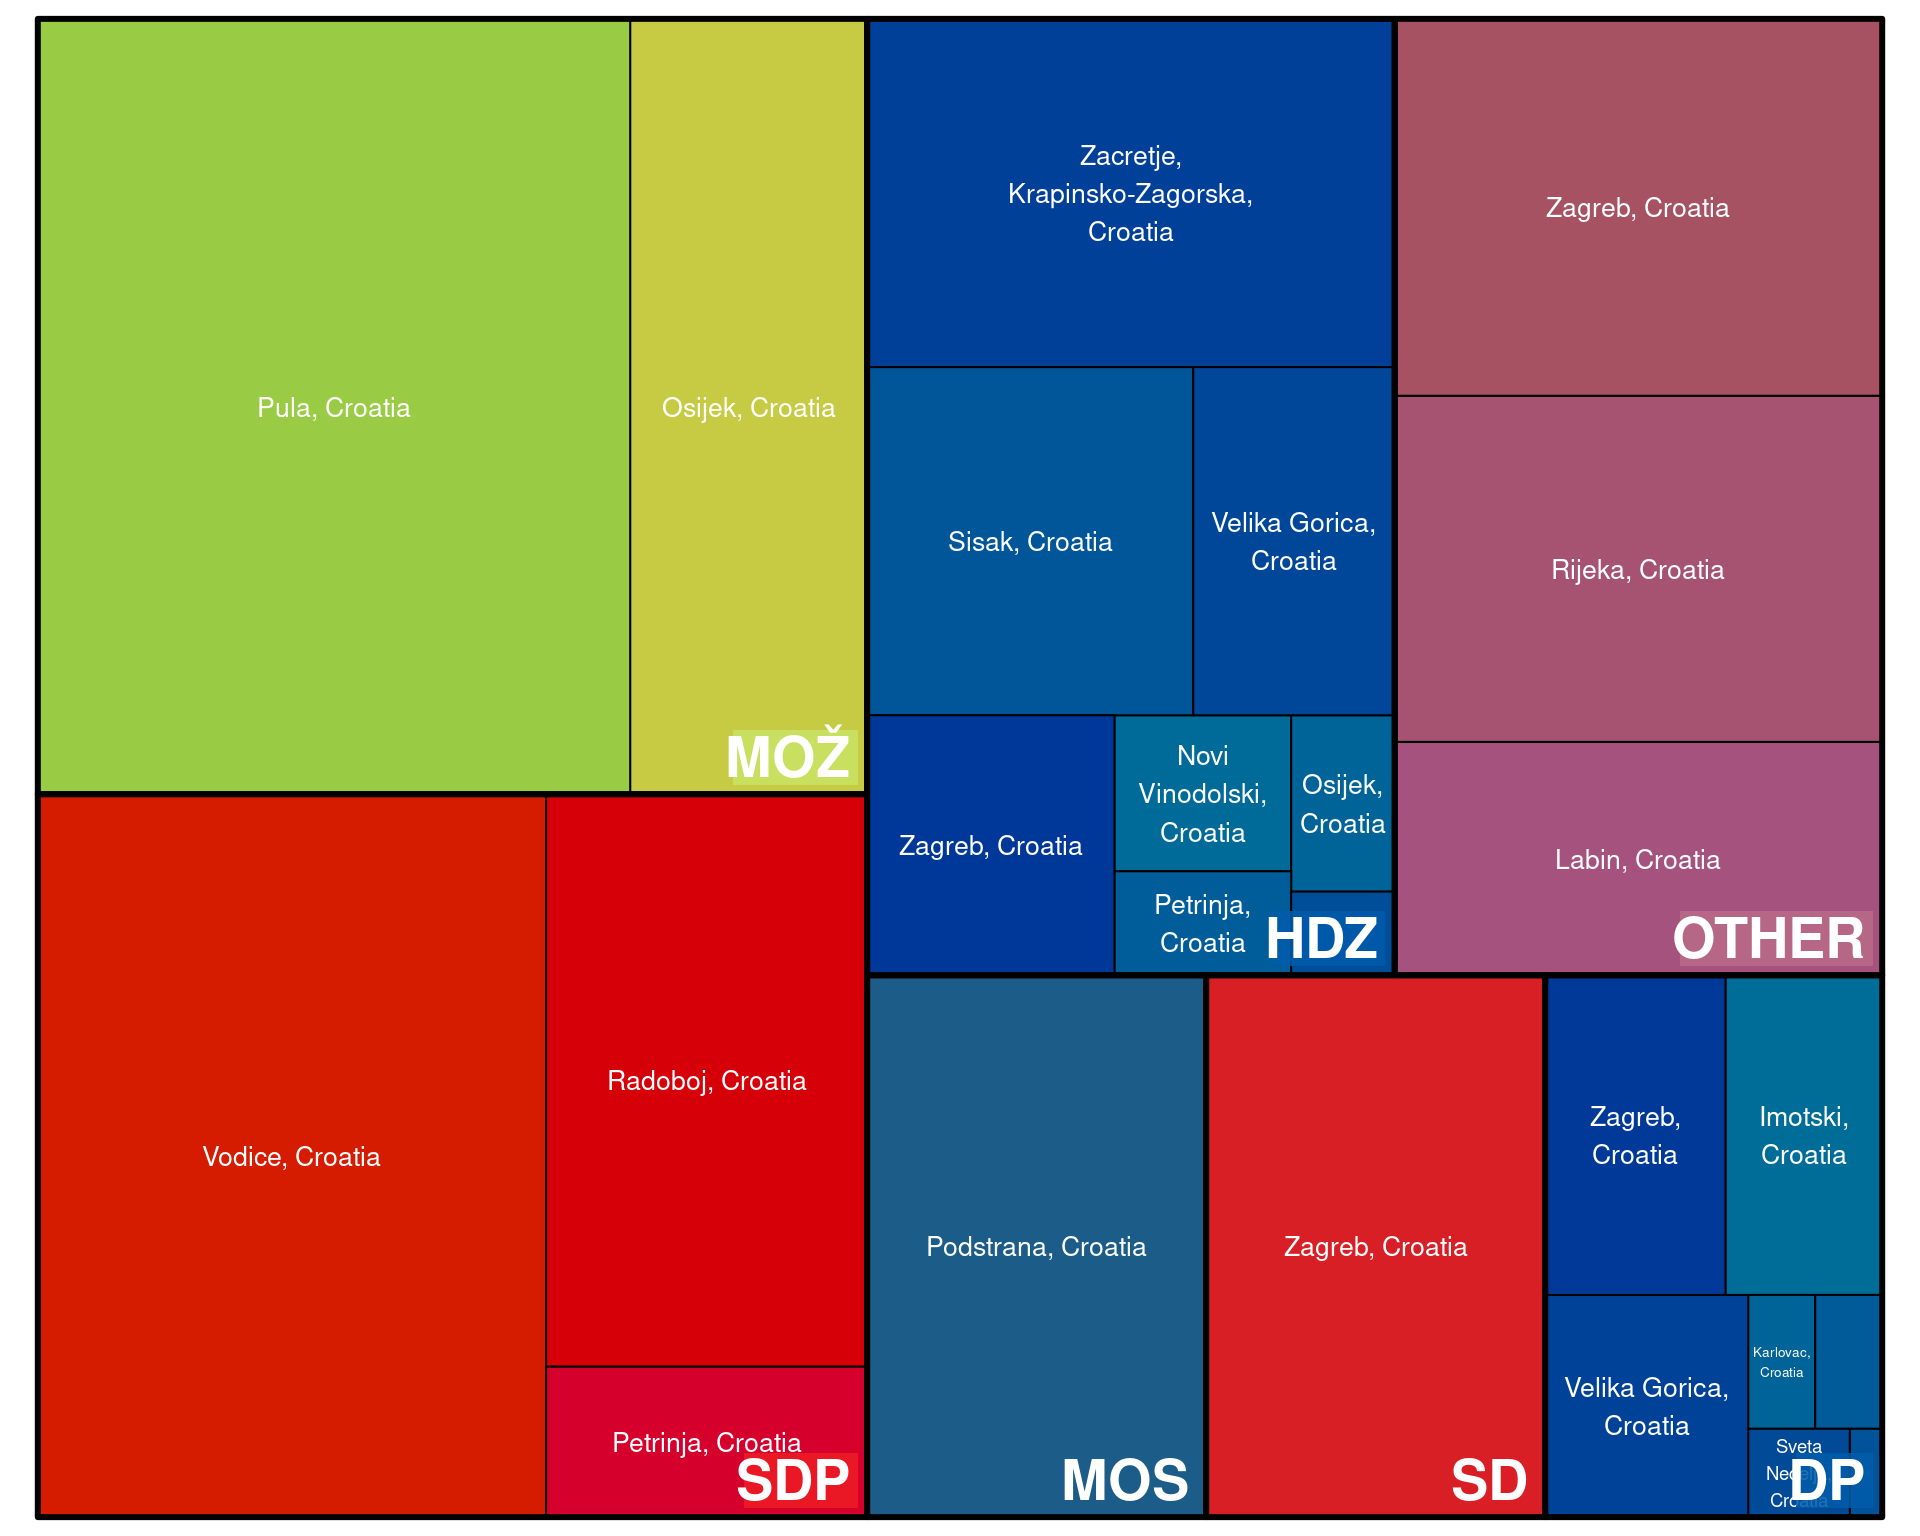 Pula, Croatia
Osijek, Croatia
MOŽ
Vodice, Croatia
Radoboj, Croatia
Petrinja, Croatia
SDP
Zacretje,
Krapinsko-Zagorska,
Croatia
Sisak, Croatia
Velika Gorica,
Croatia
Zagreb, Croatia
Novi
Vinodolski,
Croatia
Osijek,
Croatia
Petrinja,
Croatia
HDZ
Zagreb, Croatia
Rijeka, Croatia
Labin, Croatia
OTHER
Podstrana, Croatia
MOS
Zagreb, Croatia
SD
Zagreb,
Croatia
Imotski,
Croatia
Velika Gorica,
Croatia
Karlovac,
Croatia
Sveta
Croatia
DP